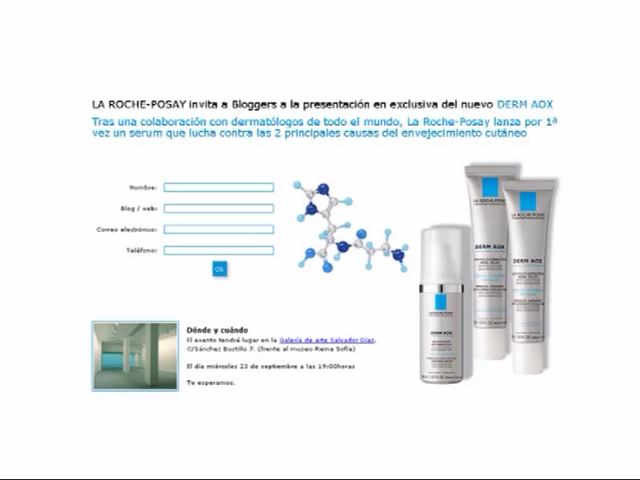 LA ROCHE-POSAY invita a Bloggers a la presentación en exclusiva del nuevo DERM AOX
Tras una colaboración con dermatólogos de todo el mundo, La Roche-Posay lanza por 1ª
vez un serum que lucha contra las 2 principales causas del envejecimiento cutáneo
Nombre:
Blog / web:
Correo electrónico:
Teléfono:
Ok
Dónde y cuándo
El evento tendrá lugar en la Galería de arte Salvador Díaz.
C/Sánchez Bustillo 7. (frente al museo Reina Sofía)
El día miércoles 23 de septiembre a las 19:00horas
Te esperamos.
LA ROCHE-POSAY
DERM AOX
LA ROCHE-POSAY
DERM AOX
DERM AOX